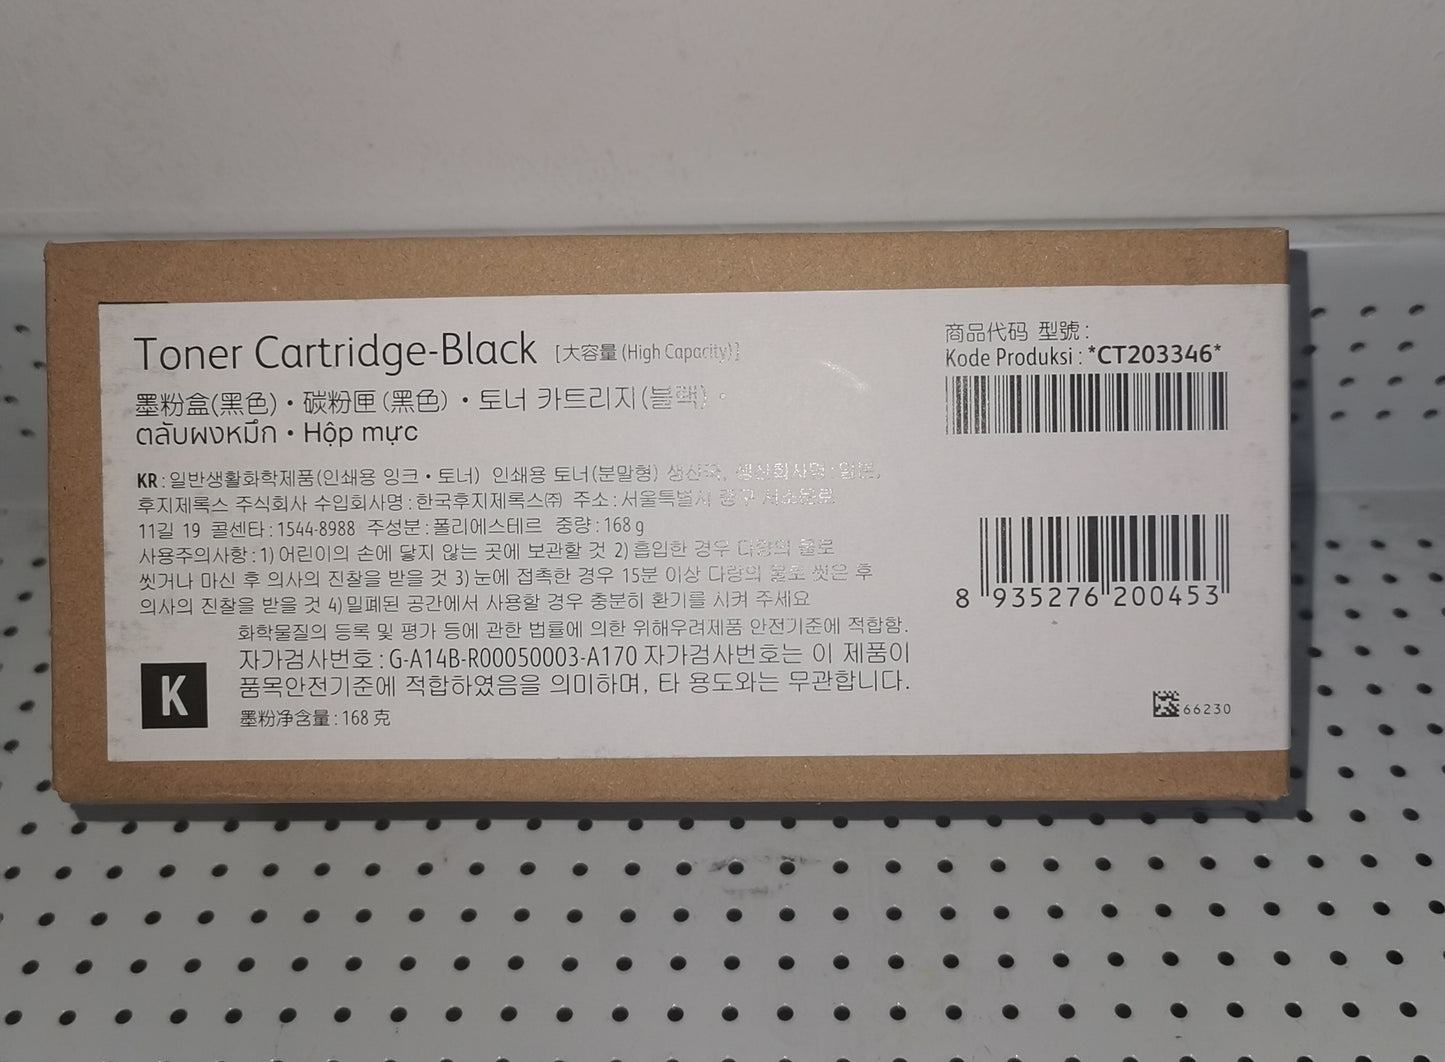 Toner Cartridge-Black [大容量 (High Capacity)]
墨粉盒(黑色)・碳粉匣(黑色)・토너 카트리지(블랙)・
ตลับผงหมึก・Hộp mực
KR : 일반생활화학제품(인쇄용 잉크・토너) 인쇄용 토너(분말형)
후지제록스 주식회사 수입회사명 : 한국후지제록스㈜ 주소 : 서울특별시
11길 19 콜센타 : 1544-8988 주성분 : 폴리에스테르 중량 : 168 g
사용주의사항 : 1) 어린이의 손에 닿지 않는 곳에 보관할 것 2) 흡입한 경우 다량의 물로
씻거나 마신 후 의사의 진찰을 받을 것 3) 눈에 접촉한 경우 15분 이상 다량의 물로 씻은 후
의사의 진찰을 받을 것 4) 밀폐된 공간에서 사용할 경우 충분히 환기를 시켜 주세요
화학물질의 등록 및 평가 등에 관한 법률에 의한 위해우려제품 안전기준에 적합함.
자가검사번호 : G-A14B-R00050003-A170 자가검사번호는 이 제품이
품목안전기준에 적합하였음을 의미하며, 타 용도와는 무관합니다.
墨粉净含量 : 168 克
K
商品代码 型號 :
Kode Produksi : *CT203346*
8 935276 200453
66230